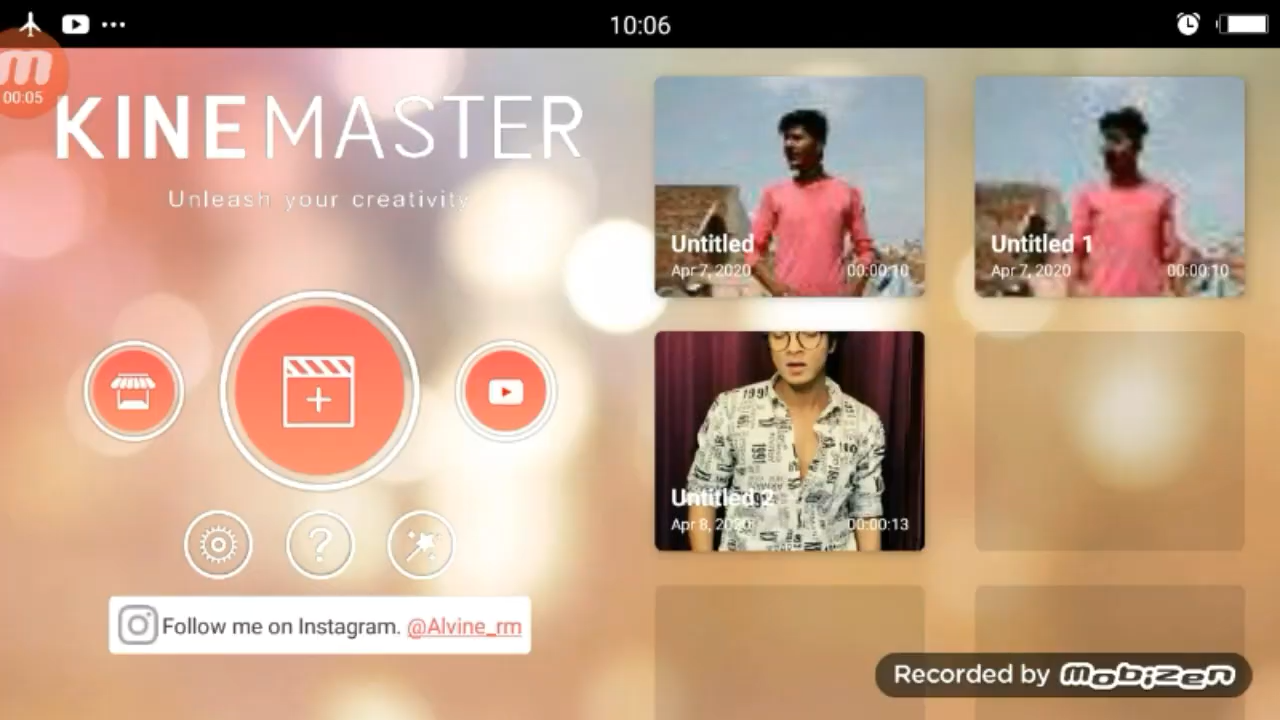 10:06
00:05
KINEMASTER
Unleash your creativity
Untitled
Apr 7, 2020
00:00:10
Untitled 1
Apr 7, 2020
00:00:10
Untitled 2
Apr 8, 2020
00:00:13
Follow me on Instagram. @Alvine_rm
Recorded by mobizen